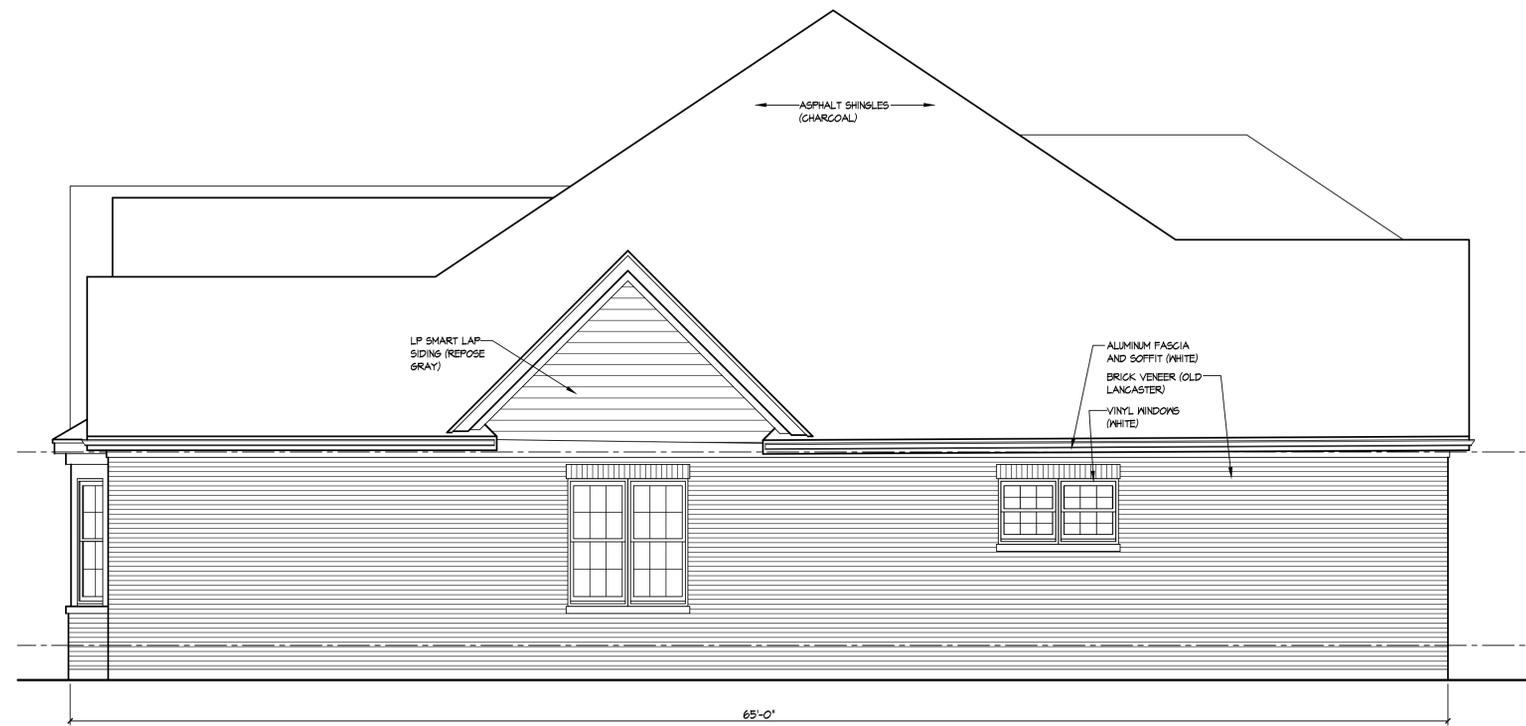 ASPHALT SHINGLES
(CHARCOAL)
LP SMART LAP
SIDING (REPOSE
GRAY)
ALUMINUM FASCIA
AND SOFFIT (WHITE)
BRICK VENEER (OLD
LANCASTER)
VINYL WINDOWS
(WHITE)
65'-0"